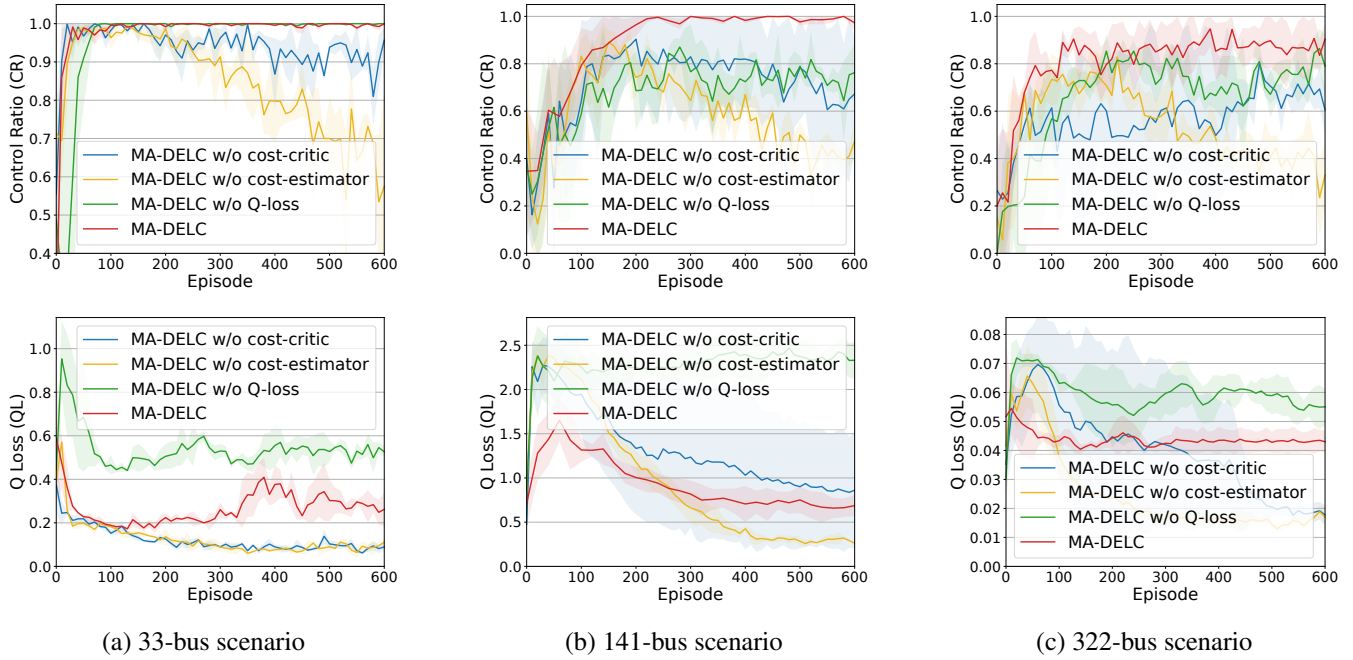 Control Ratio (CR)
1.0
0.9
0.8
0.7
0.6
0.5
0.4
MA-DELC w/o cost-critic
MA-DELC w/o cost-estimator
MA-DELC w/o Q-loss
MA-DELC
0 100 200 300 400 500 600
Episode
Control Ratio (CR)
1.0
0.8
0.6
0.4
0.2
0.0
MA-DELC w/o cost-critic
MA-DELC w/o cost-estimator
MA-DELC w/o Q-loss
MA-DELC
0 100 200 300 400 500 600
Episode
Control Ratio (CR)
1.0
0.8
0.6
0.4
0.2
0.0
MA-DELC w/o cost-critic
MA-DELC w/o cost-estimator
MA-DELC w/o Q-loss
MA-DELC
0 100 200 300 400 500 600
Episode
Q Loss (QL)
1.0
0.8
0.6
0.4
0.2
0.0
MA-DELC w/o cost-critic
MA-DELC w/o cost-estimator
MA-DELC w/o Q-loss
MA-DELC
0 100 200 300 400 500 600
Episode
Q Loss (QL)
2.5
2.0
1.5
1.0
0.5
0.0
MA-DELC w/o cost-critic
MA-DELC w/o cost-estimator
MA-DELC w/o Q-loss
MA-DELC
0 100 200 300 400 500 600
Episode
Q Loss (QL)
0.08
0.07
0.06
0.05
0.04
0.03
0.02
0.01
0.00
MA-DELC w/o cost-critic
MA-DELC w/o cost-estimator
MA-DELC w/o Q-loss
MA-DELC
0 100 200 300 400 500 600
Episode
(a) 33-bus scenario
(b) 141-bus scenario
(c) 322-bus scenario